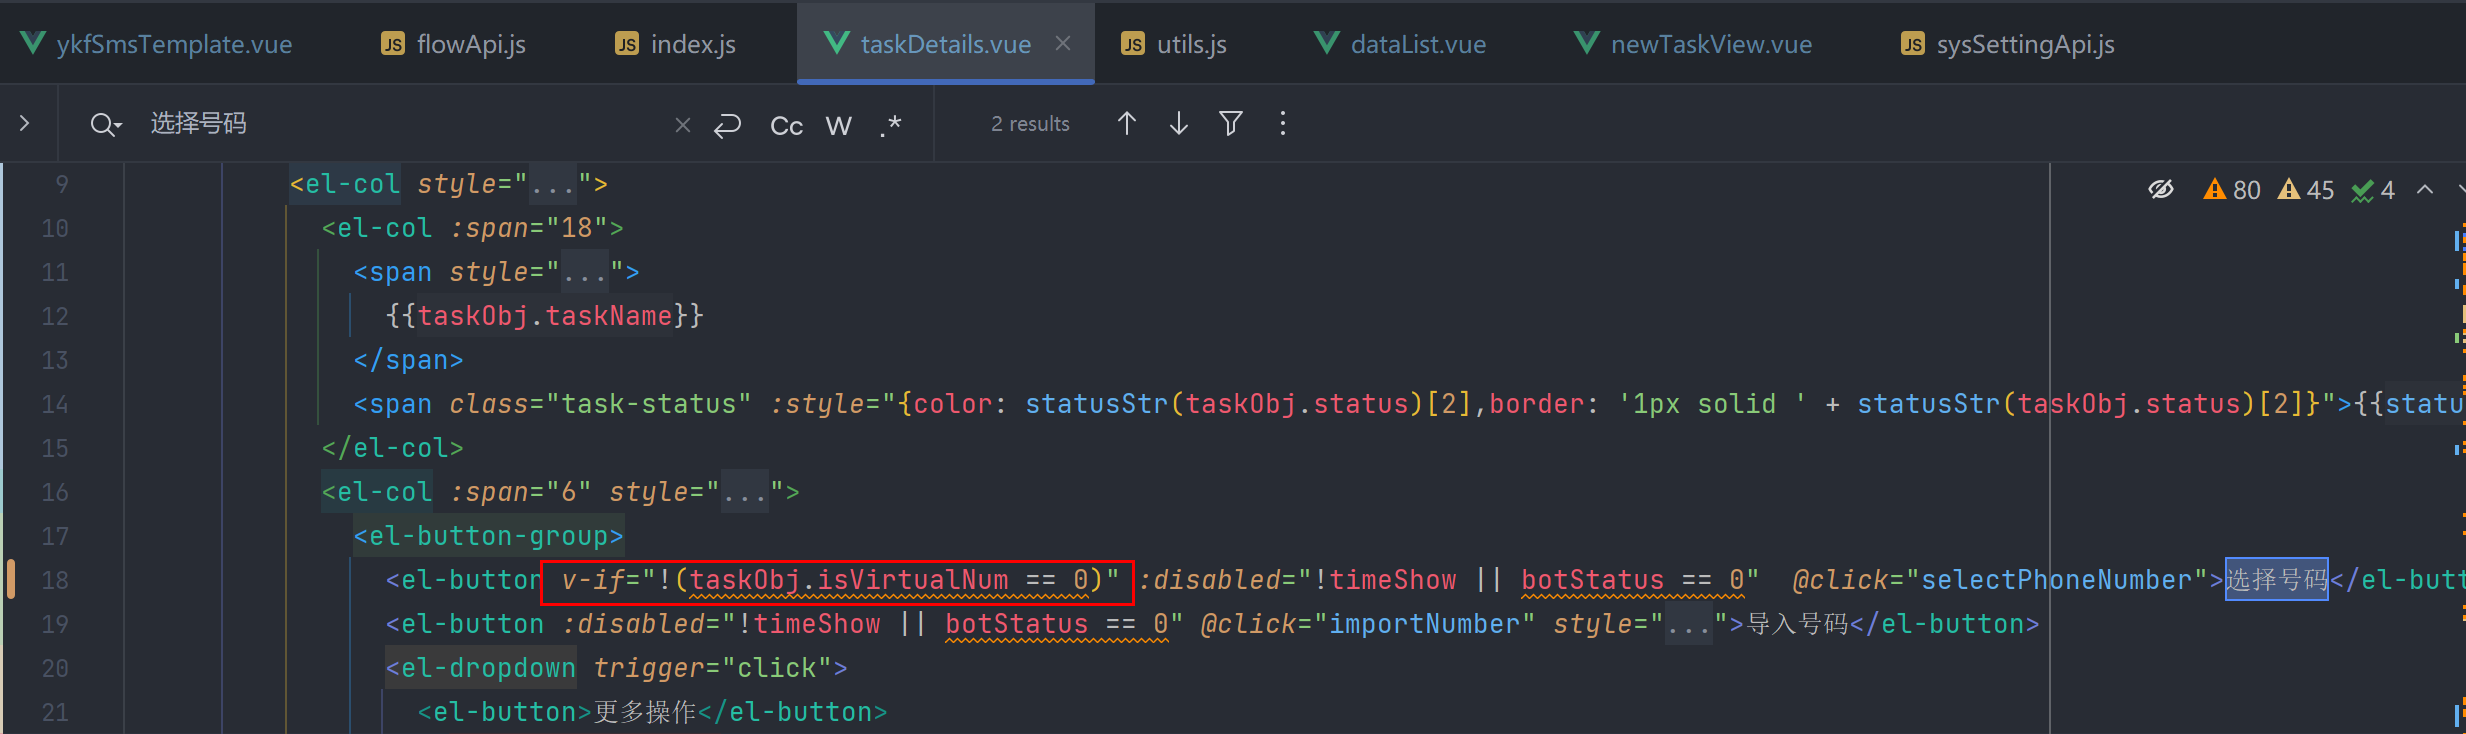 ykfSmsTemplate.vue flowApi.js index.js taskDetails.vue utils.js dataList.vue newTaskView.vue sysSettingApi.js
选择号码 Cc W .* 2 results
80 45 4
9 <el-col style="...">
10 <el-col :span="18">
11 <span style="...">
12 {{taskObj.taskName}}
13 </span>
14 <span class="task-status" :style="{color: statusStr(taskObj.status)[2],border: '1px solid ' + statusStr(taskObj.status)[2]}">{{statu
15 </el-col>
16 <el-col :span="6" style="...">
17 <el-button-group>
18 <el-button v-if="!(taskObj.isVirtualNum == 0)" :disabled="!timeShow || botStatus == 0" @click="selectPhoneNumber">选择号码</el-butt
19 <el-button :disabled="!timeShow || botStatus == 0" @click="importNumber" style="...">导入号码</el-button>
20 <el-dropdown trigger="click">
21 <el-button>更多操作</el-button>